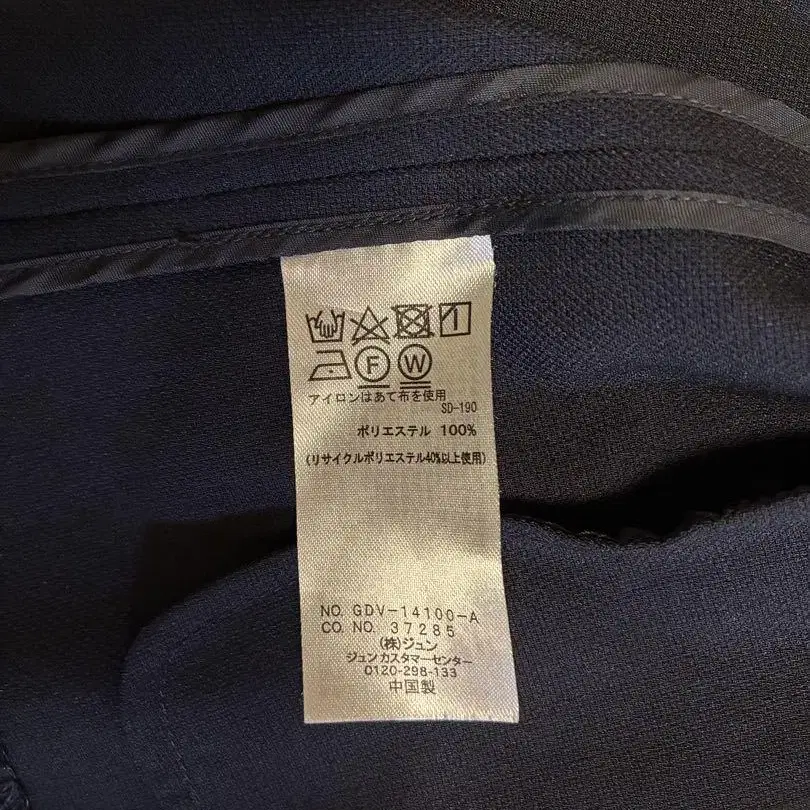 F W
アイロンはあて布を使用
SD-190
ポリエステル 100%
(リサイクルポリエステル40%以上使用)
NO. GDV-14100-A
CO. NO. 37285
(株)ジュン
ジュンカスタマーセンター
0120-298-133
中国製